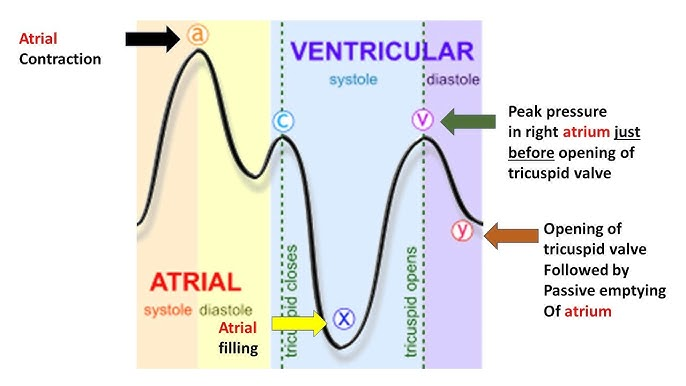 Atrial
Contraction
a
VENTRICULAR
systole
diastole
c
v
Peak pressure
in right atrium just
before opening of
tricuspid valve
y
Opening of
tricuspid valve
Followed by
Passive emptying
Of atrium
tricuspid closes
tricuspid opens
ATRIAL
systole diastole
Atrial
filling
x